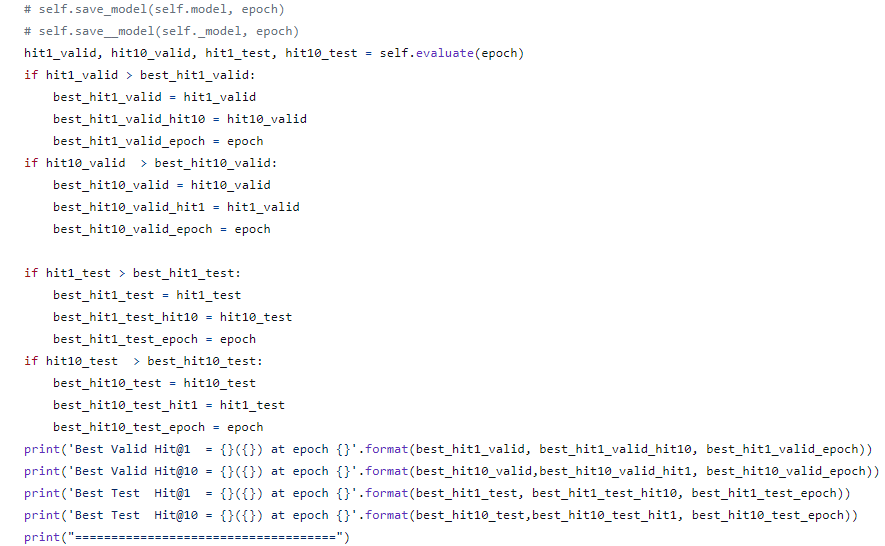 # self.save_model(self.model, epoch)
# self.save__model(self._model, epoch)
hit1_valid, hit10_valid, hit1_test, hit10_test = self.evaluate(epoch)
if hit1_valid > best_hit1_valid:
    best_hit1_valid = hit1_valid
    best_hit1_valid_hit10 = hit10_valid
    best_hit1_valid_epoch = epoch
if hit10_valid  > best_hit10_valid:
    best_hit10_valid = hit10_valid
    best_hit10_valid_hit1 = hit1_valid
    best_hit10_valid_epoch = epoch

if hit1_test > best_hit1_test:
    best_hit1_test = hit1_test
    best_hit1_test_hit10 = hit10_test
    best_hit1_test_epoch = epoch
if hit10_test  > best_hit10_test:
    best_hit10_test = hit10_test
    best_hit10_test_hit1 = hit1_test
    best_hit10_test_epoch = epoch
print('Best Valid Hit@1  = {}({}) at epoch {}'.format(best_hit1_valid, best_hit1_valid_hit10, best_hit1_valid_epoch))
print('Best Valid Hit@10 = {}({}) at epoch {}'.format(best_hit10_valid,best_hit10_valid_hit1, best_hit10_valid_epoch))
print('Best Test  Hit@1  = {}({}) at epoch {}'.format(best_hit1_test, best_hit1_test_hit10, best_hit1_test_epoch))
print('Best Test  Hit@10 = {}({}) at epoch {}'.format(best_hit10_test,best_hit10_test_hit1, best_hit10_test_epoch))
print("====================================")